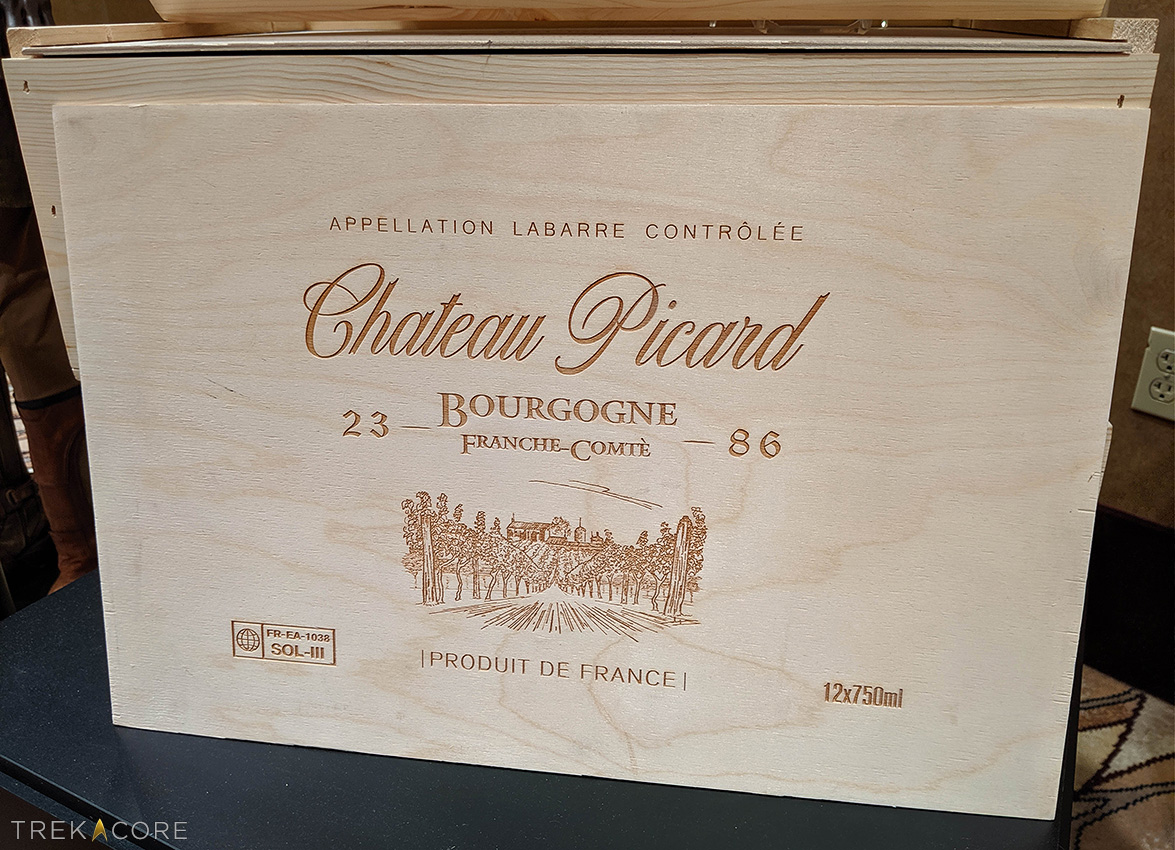 APPELLATION LABARRE CONTRÔLÉE
Chateau Picard
23 — BOURGOGNE — 86
FRANCHE-COMTÈ
FR-EA-1038
SOL-III
|PRODUIT DE FRANCE|
12x750ml
TREKCORE